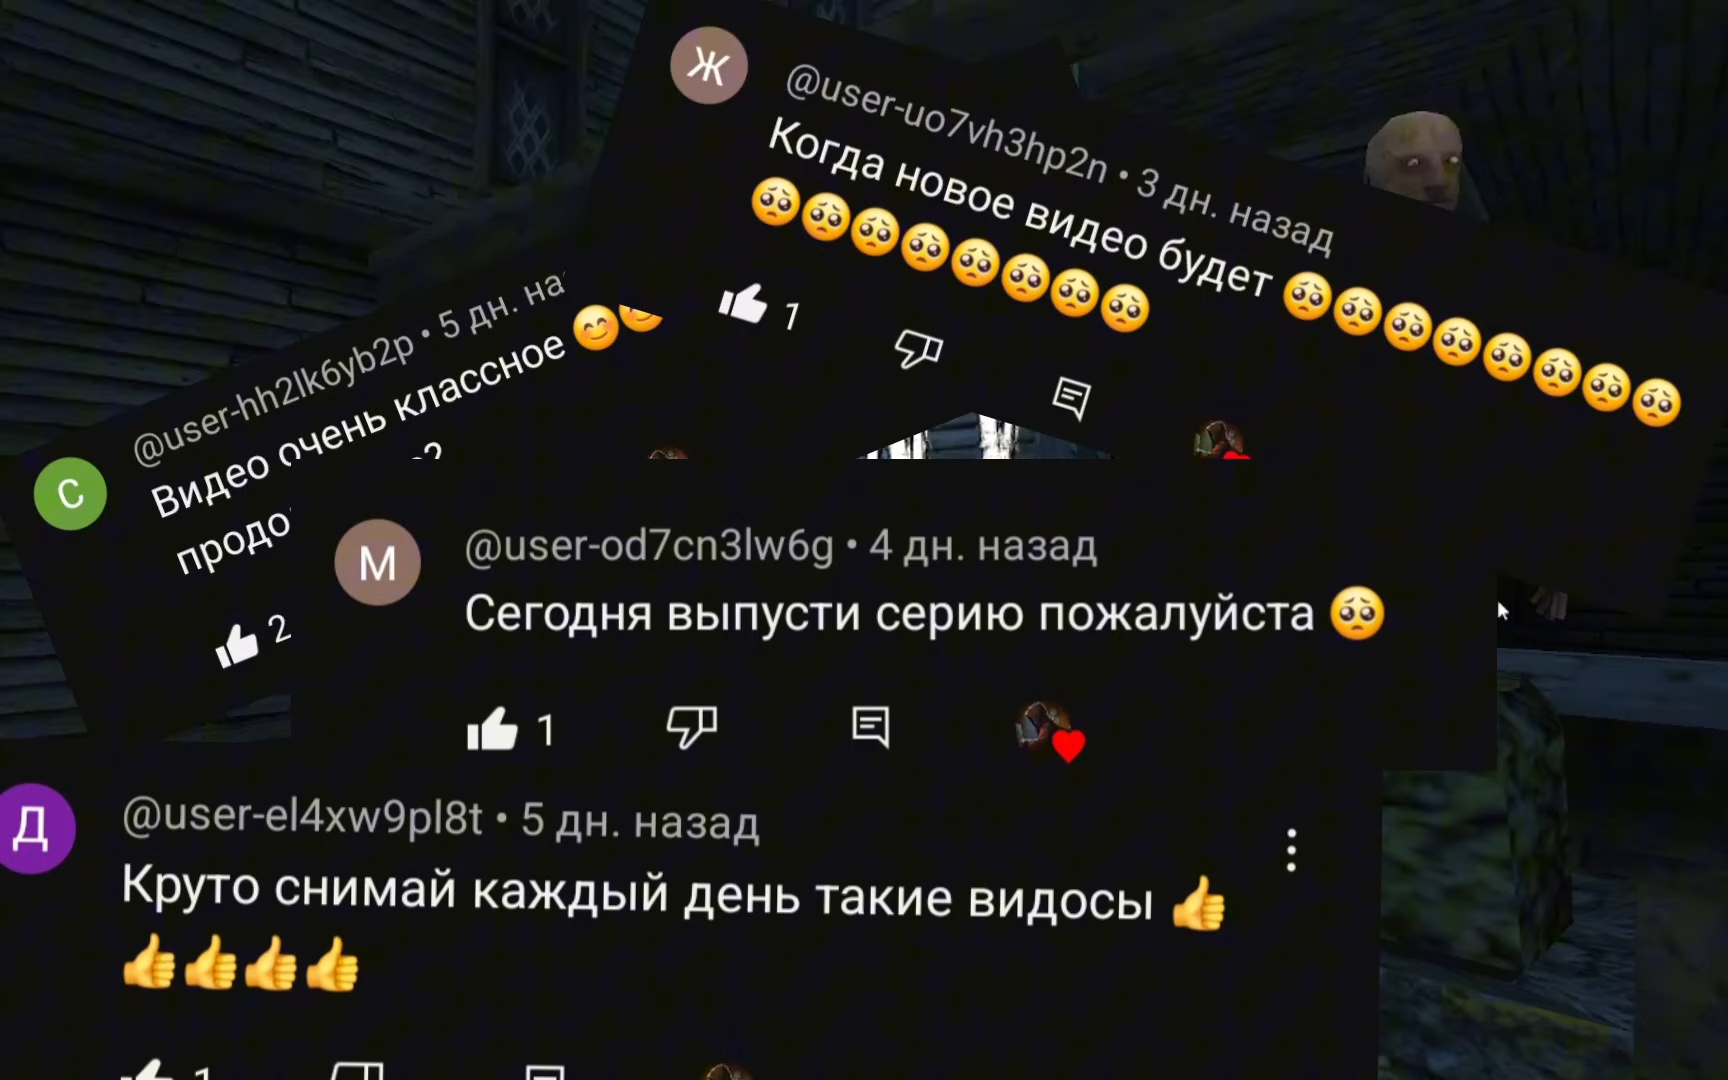 Ж
@user-uo7vh3hp2n • 3 дн. назад
Когда новое видео будет 🥺🥺🥺🥺🥺🥺🥺🥺
🥺🥺🥺🥺🥺🥺🥺🥺
1
С
@user-hh2lk6yb2p • 5 дн.
Видео очень классное 😊😊
2
М
@user-od7cn3lw6g • 4 дн. назад
Сегодня выпусти серию пожалуйста 🥺
1
Д
@user-el4xw9pl8t • 5 дн. назад
Круто снимай каждый день такие видосы 👍
👍👍👍👍
1